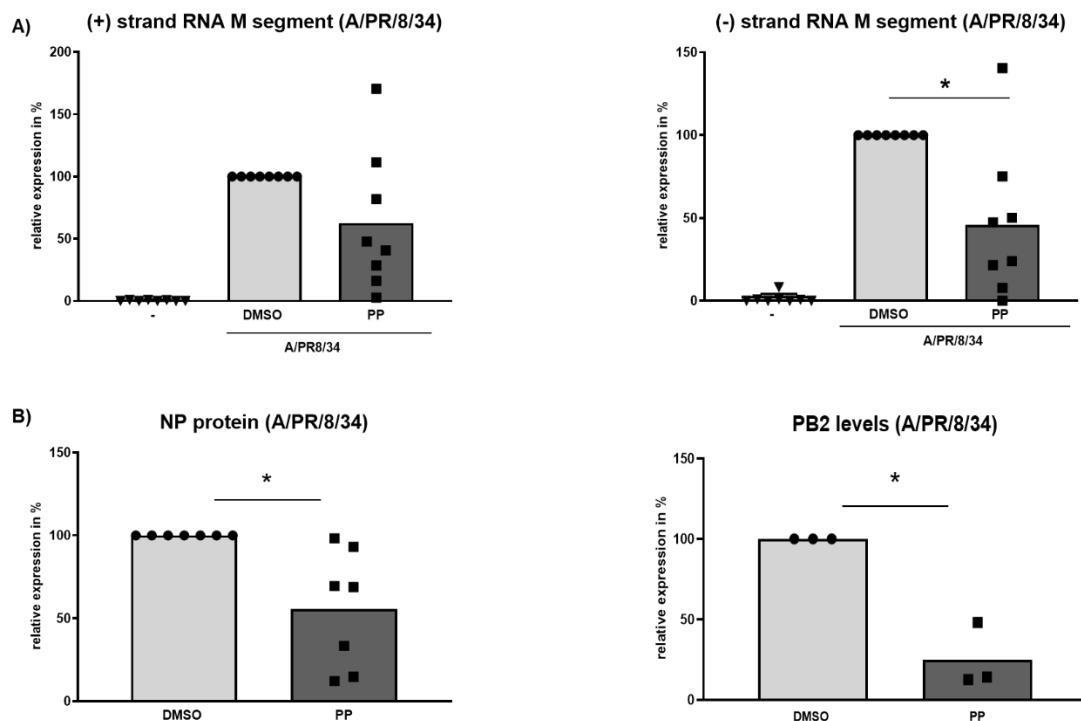 A)
(+) strand RNA M segment (A/PR/8/34)
relative expression in %
200
150
100
50
0
-
DMSO
PP
A/PR8/34
(-) strand RNA M segment (A/PR/8/34)
relative expression in %
150
100
50
0
*
-
DMSO
PP
A/PR/8/34
B)
NP protein (A/PR/8/34)
relative expression in %
150
100
50
0
*
DMSO
PP
PB2 levels (A/PR/8/34)
relative expression in %
150
100
50
0
*
DMSO
PP